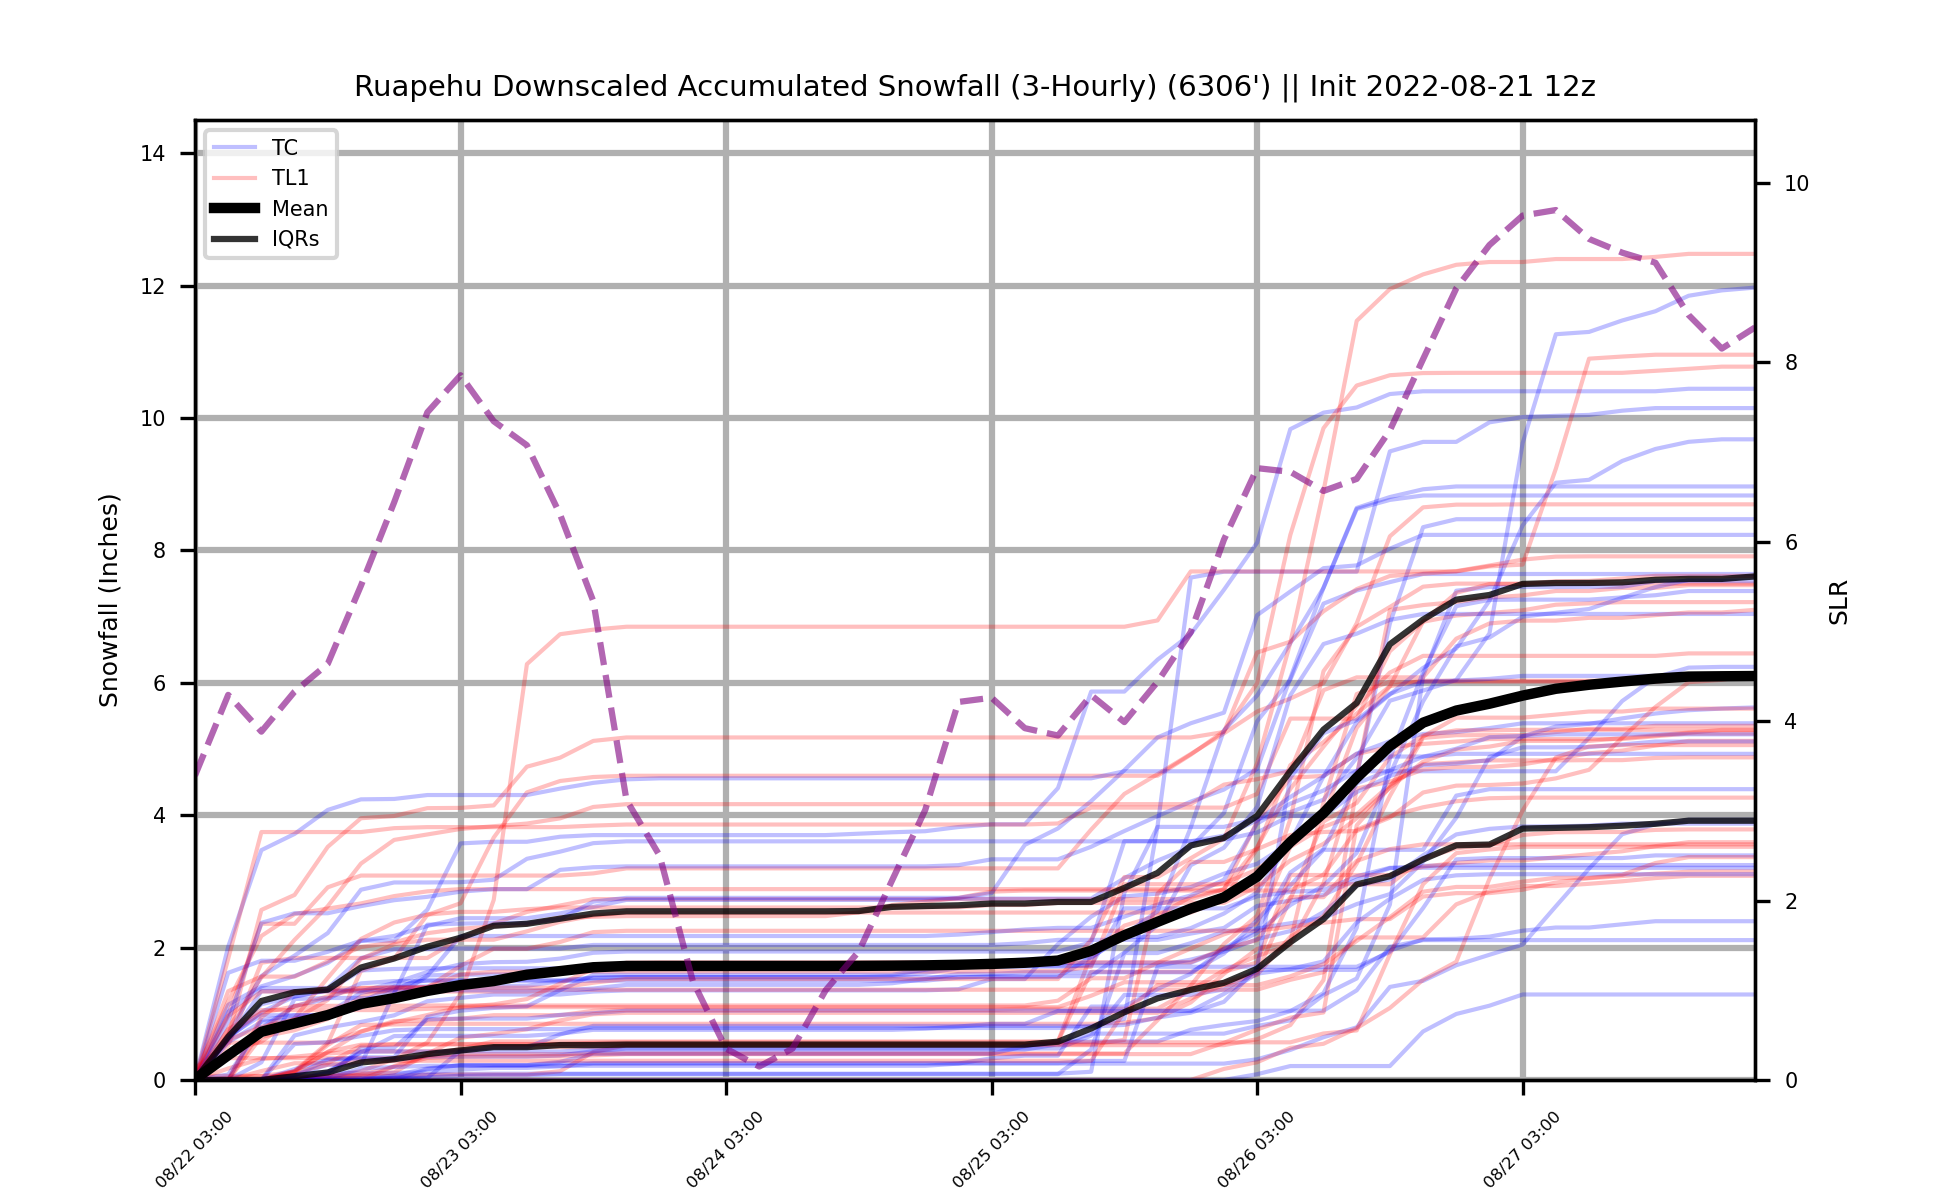 Ruapehu Downscaled Accumulated Snowfall (3-Hourly) (6306') || Init 2022-08-21 12z
TC
TL1
Mean
IQRs
Snowfall (Inches)
14
12
10
8
6
4
2
0
10
8
6
4
2
0
SLR
08/22 03:00
08/23 03:00
08/24 03:00
08/25 03:00
08/26 03:00
08/27 03:00